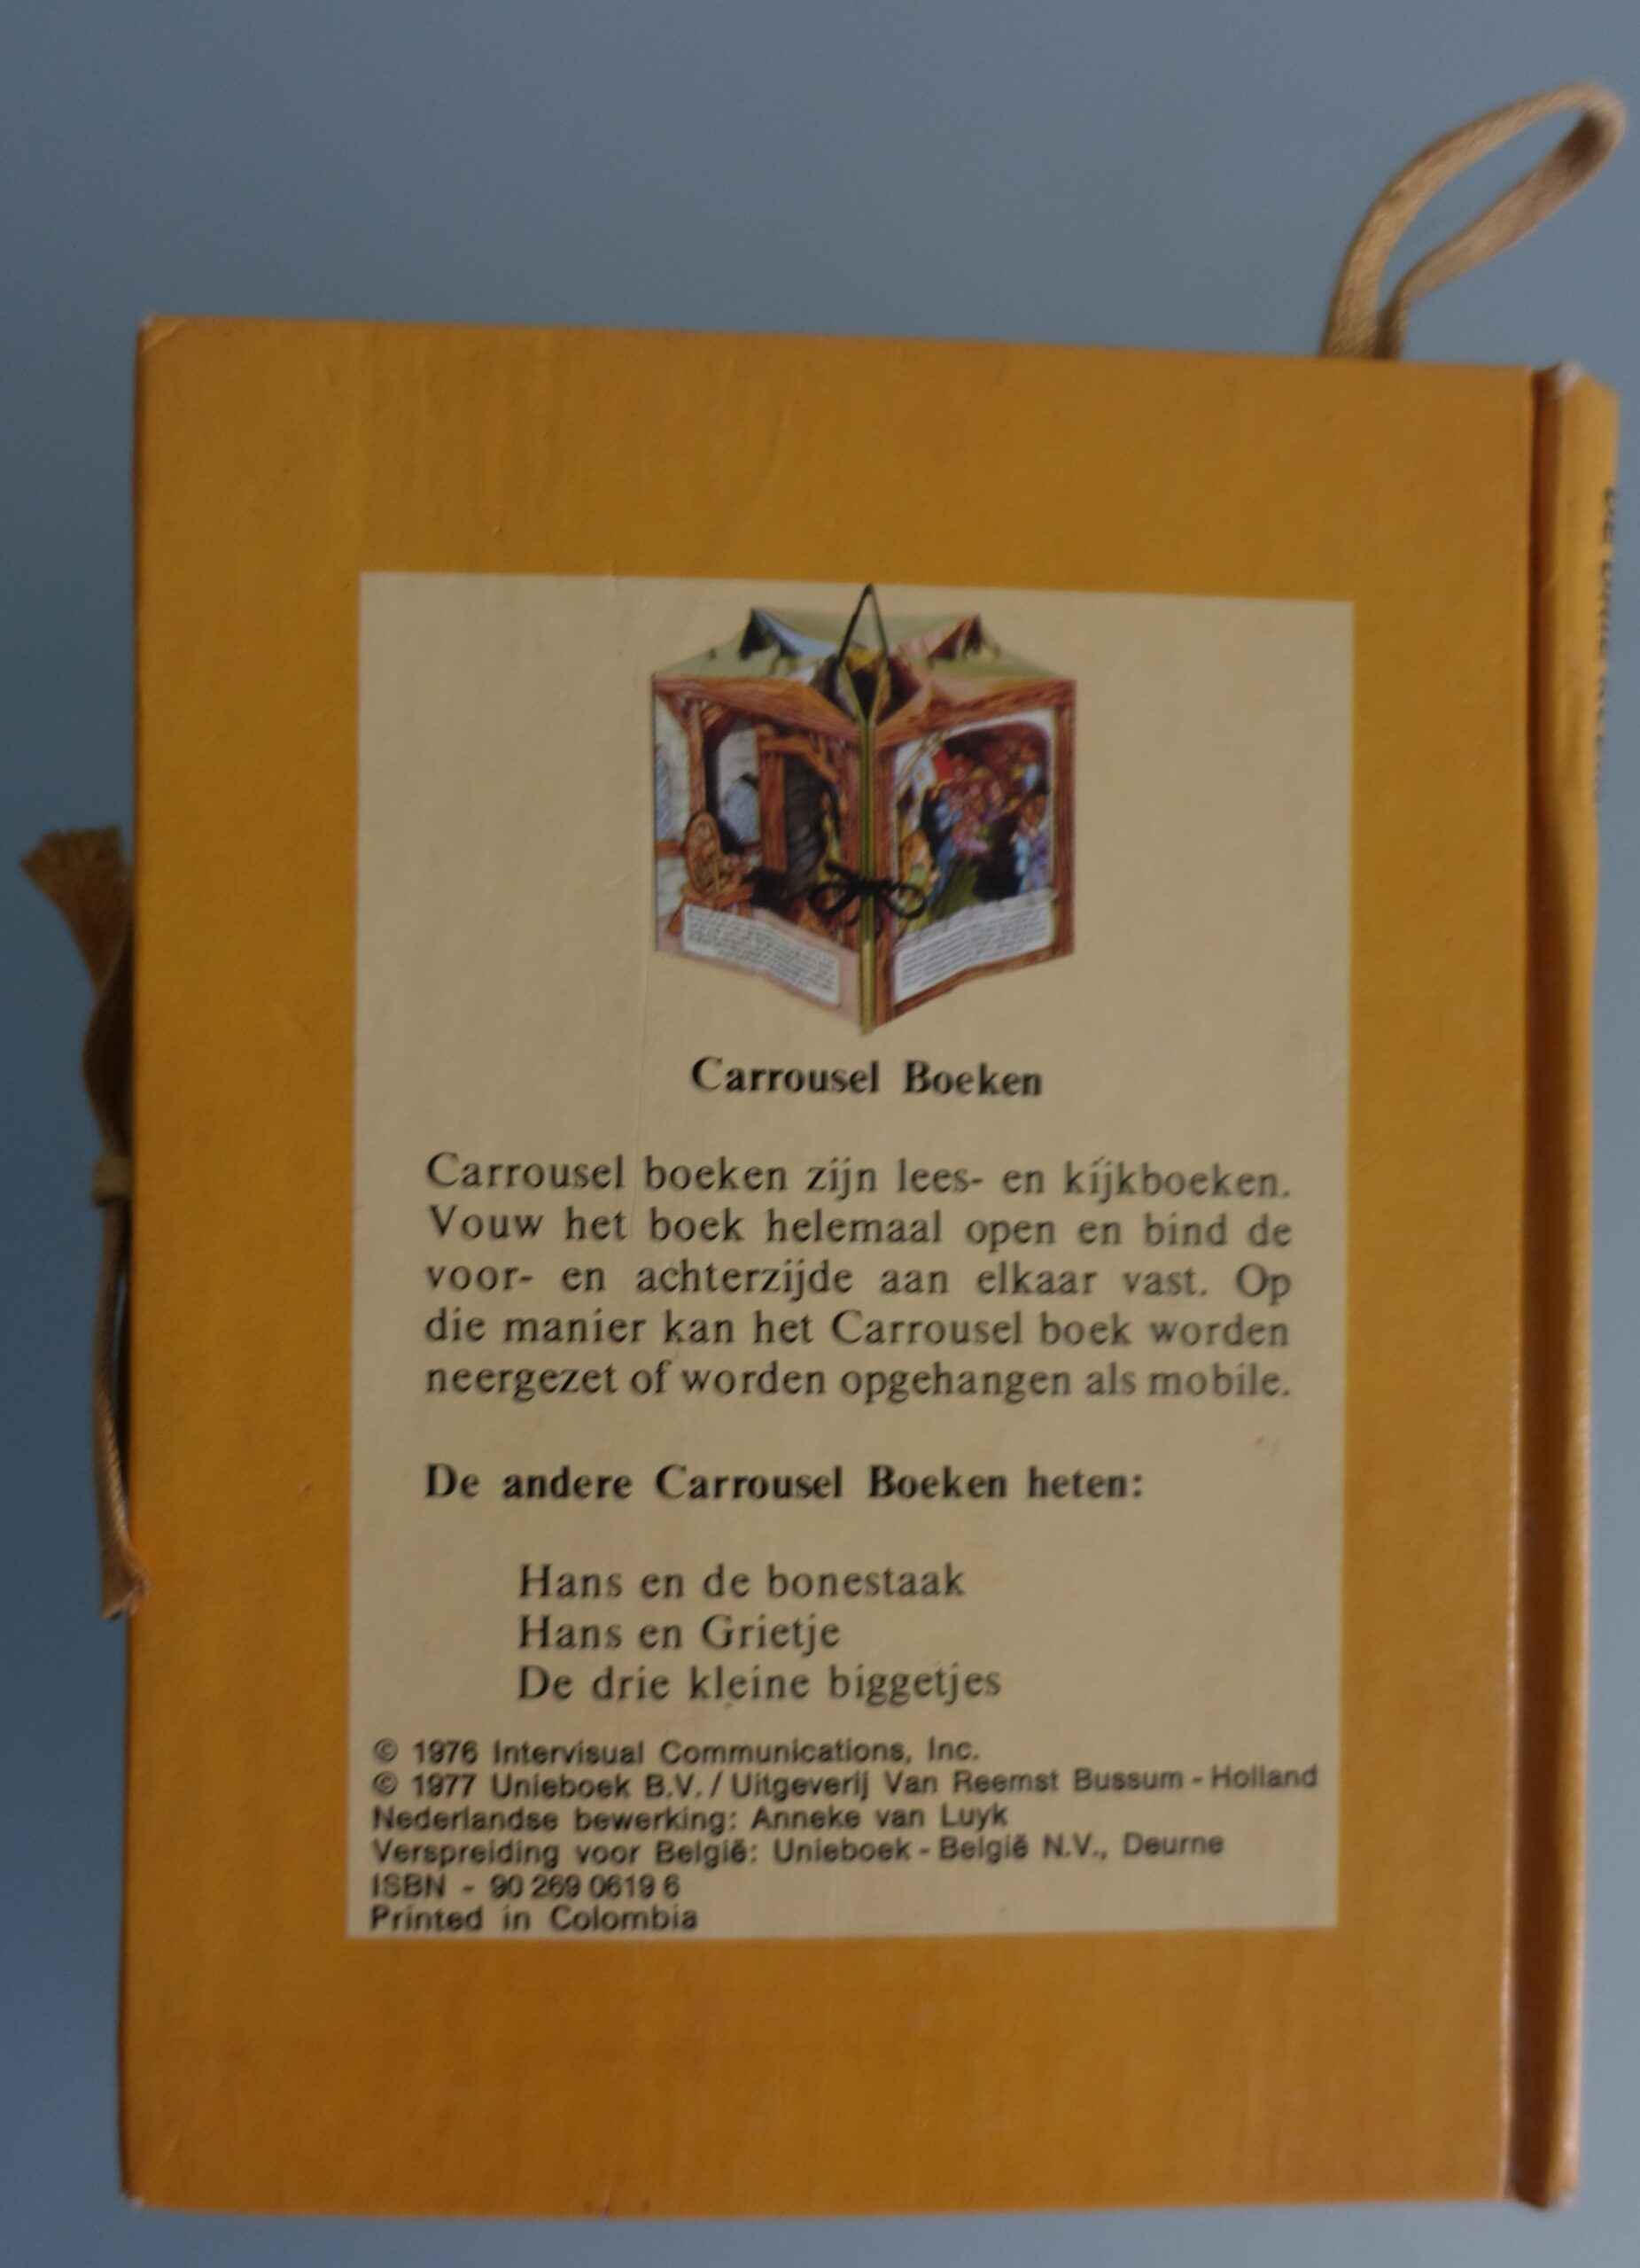 Carrousel Boeken
Carrousel boeken zijn lees- en kijkboeken.
Vouw het boek helemaal open en bind de
voor- en achterzijde aan elkaar vast. Op
die manier kan het Carrousel boek worden
neergezet of worden opgehangen als mobile.
De andere Carrousel Boeken heten:
Hans en de bonestaak
Hans en Grietje
De drie kleine biggetjes
© 1976 Intervisual Communications, Inc.
© 1977 Unieboek B.V. / Uitgeverij Van Reemst Bussum - Holland
Nederlandse bewerking: Anneke van Luyk
Verspreiding voor België: Unieboek - België N.V., Deurne
ISBN - 90 269 0619 6
Printed in Colombia
DE DRIE